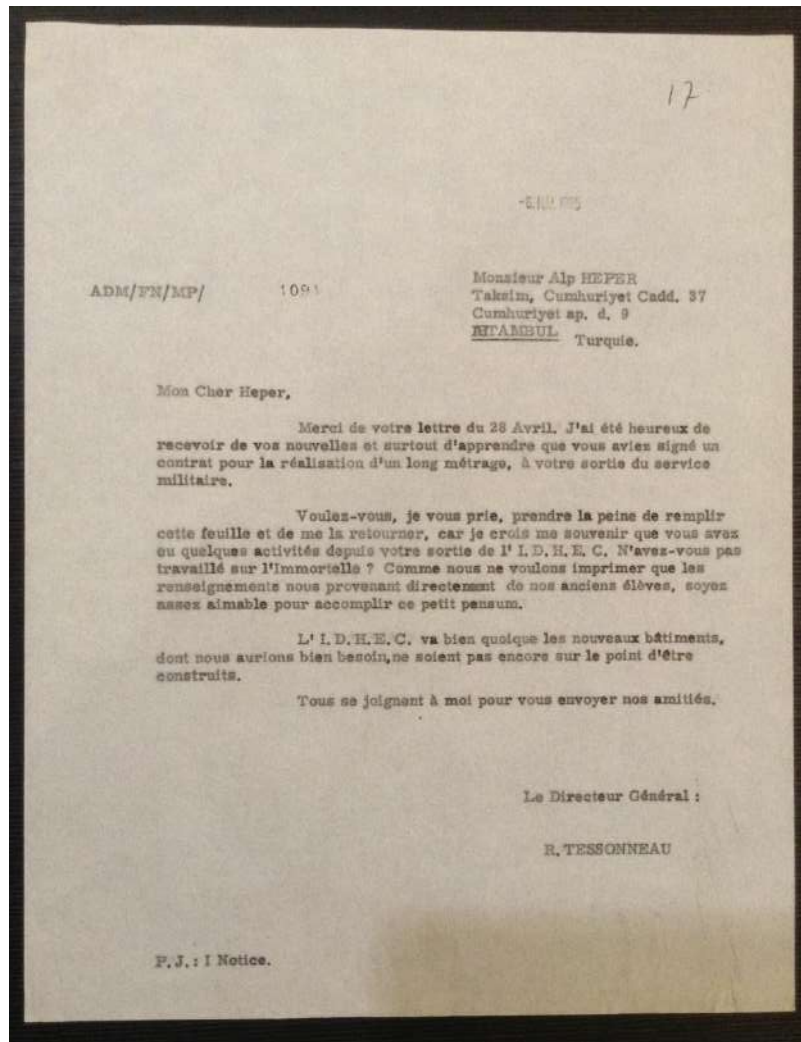 17
ADM/FN/MP/ 1091
Monsieur Alp HEPER
Taksim, Cumhuriyet Cadd. 37
Cumhuriyet ap. d. 9
Turquie.
Mon Cher Heper,
Merci de votre lettre du 28 Avril. J'ai été heureux de
recevoir de vos nouvelles et surtout d'apprendre que vous aviez signé un
contrat pour la réalisation d'un long métrage, à votre sortie du service
militaire.
Voulez-vous, je vous prie, prendre la peine de remplir
cette feuille et de me la retourner, car je crois me souvenir que vous avez
eu quelques activités depuis votre sortie de l' I.D.H.E.C. N'avez-vous pas
travaillé sur l'Immortelle ? Comme nous ne voulons imprimer que les
renseignements nous provenant directement de nos anciens élèves, soyez
assez aimable pour accomplir ce petit pensum.
L' I.D.H.E.C. va bien quoique les nouveaux bâtiments,
dont nous aurions bien besoin,ne soient pas encore sur le point d'être
construits.
Tous se joignent à moi pour vous envoyer nos amitiés.
Le Directeur Général :
R. TESSONNEAU
P.J. : I Notice.